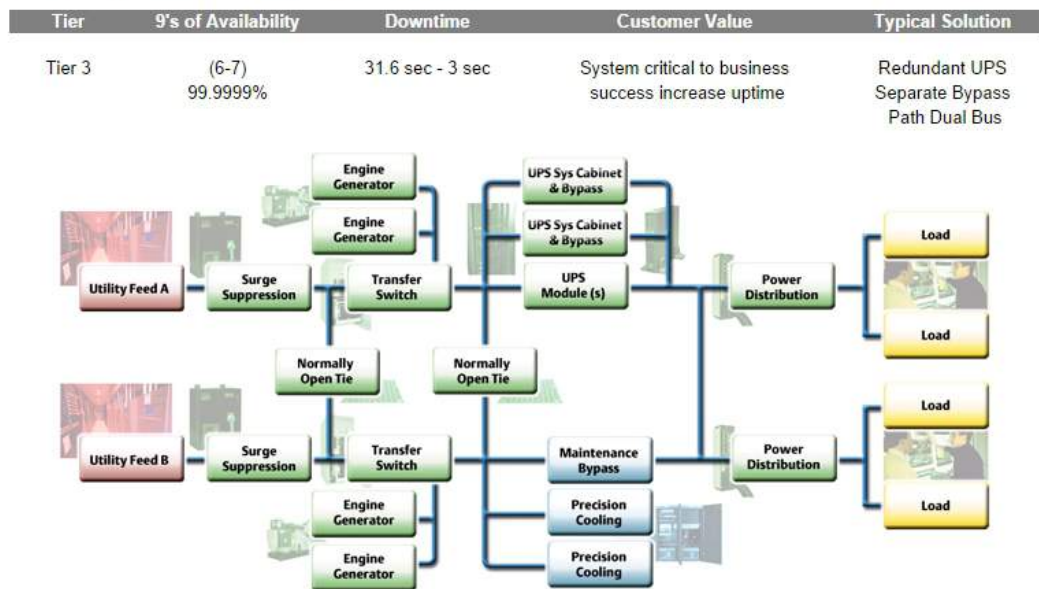 Tier 9's of Availability Downtime Customer Value Typical Solution
Tier 3 (6-7) 31.6 sec - 3 sec System critical to business Redundant UPS
99.9999% success increase uptime Separate Bypass
Path Dual Bus
Engine
Generator
UPS Sys Cabinet
& Bypass
Engine
Generator
UPS Sys Cabinet
& Bypass
Load
Utility Feed A
Surge
Suppression
Transfer
Switch
UPS
Module (s)
Power
Distribution
Load
Normally
Open Tie
Normally
Open Tie
Load
Utility Feed B
Surge
Suppression
Transfer
Switch
Maintenance
Bypass
Power
Distribution
Load
Engine
Generator
Precision
Cooling
Engine
Generator
Precision
Cooling